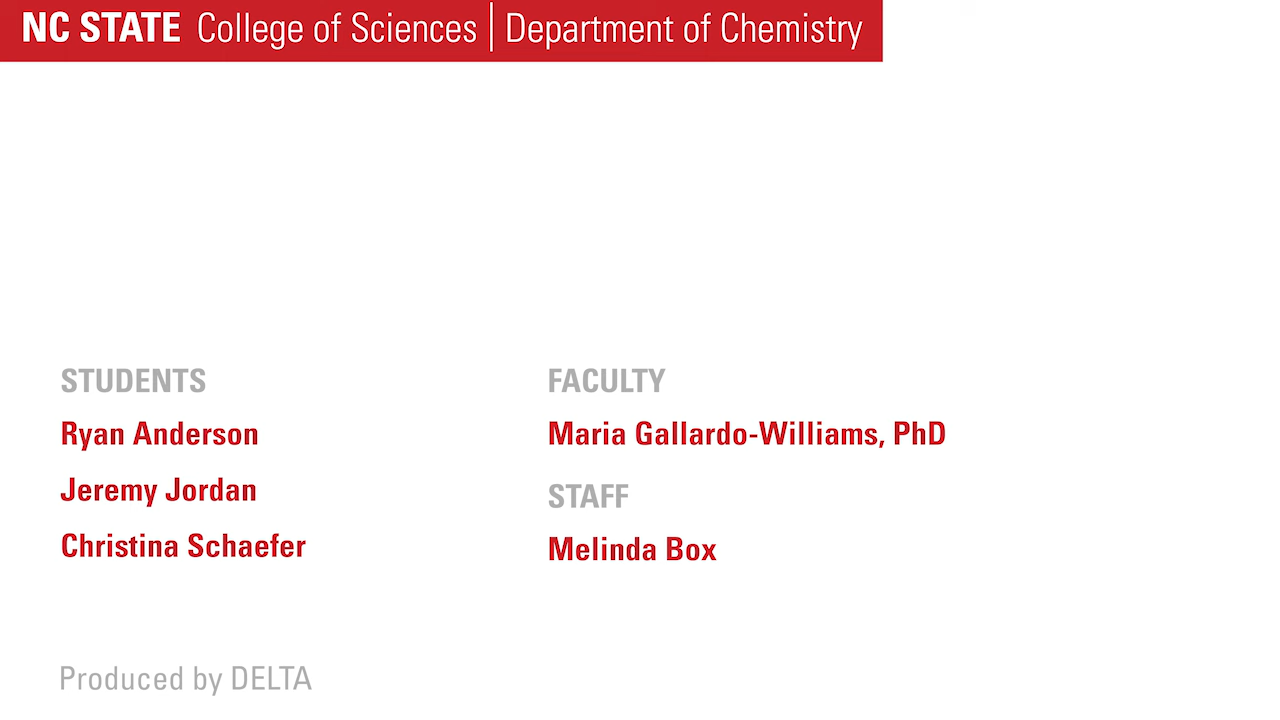 NC STATE College of Sciences | Department of Chemistry
STUDENTS
Ryan Anderson
Jeremy Jordan
Christina Schaefer
FACULTY
Maria Gallardo-Williams, PhD
STAFF
Melinda Box
Produced by DELTA